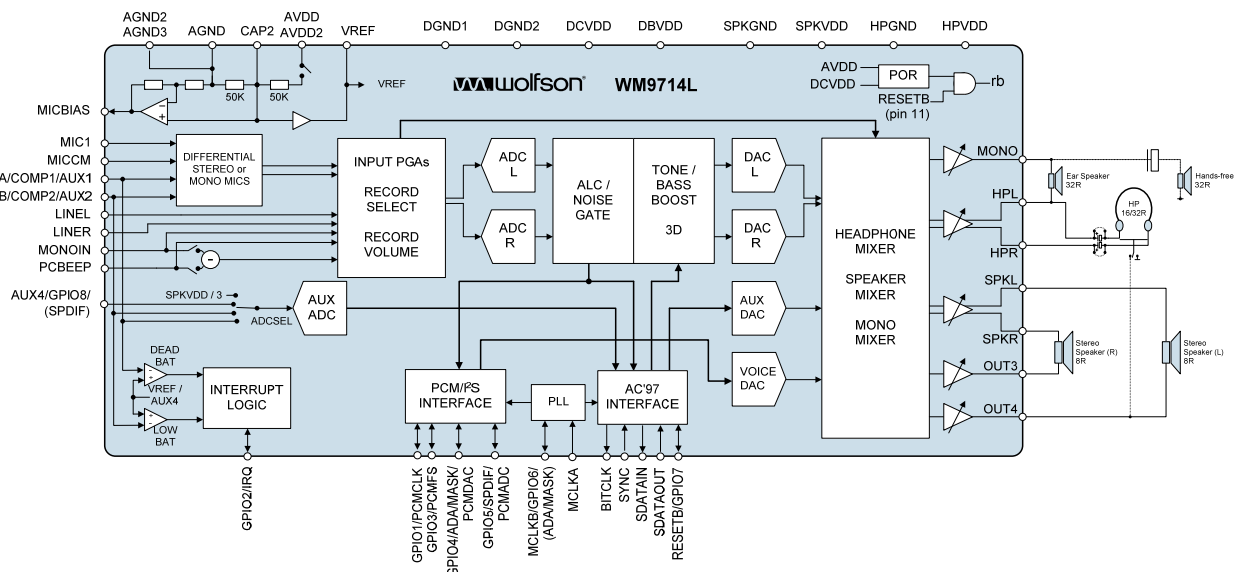 AGND2
AGND3
AGND
CAP2
AVDD
AVDD2
VREF
DGND1
DGND2
DCVDD
DBVDD
SPKGND
SPKVDD
HPGND
HPVDD
VREF
50K
50K
wolfson
WM9714L
AVDD
DCVDD
POR
RESETB
(pin 11)
rb
MICBIAS
MIC1
MICCM
A/COMP1/AUX1
B/COMP2/AUX2
LINEL
LINER
MONOIN
PCBEEP
AUX4/GPIO8/
(SPDIF)
DIFFERENTIAL
STEREO or
MONO MICS
INPUT PGAs
RECORD
SELECT
RECORD
VOLUME
ADC
L
ADC
R
ALC /
NOISE
GATE
TONE /
BASS
BOOST
3D
DAC
L
DAC
R
HEADPHONE
MIXER
SPEAKER
MIXER
MONO
MIXER
MONO
HPL
HPR
SPKL
SPKR
OUT3
OUT4
Ear Speaker
32R
Hands-free
32R
HP
16/32R
Stereo
Speaker (R)
8R
Stereo
Speaker (L)
8R
SPKVDD / 3
ADCSEL
AUX
ADC
AUX
DAC
VOICE
DAC
DEAD
BAT
VREF /
AUX4
LOW
BAT
INTERRUPT
LOGIC
PCM/I²S
INTERFACE
PLL
AC'97
INTERFACE
GPIO2/IRQ
GPIO1/PCMCLK
GPIO3/PCMFS
GPIO4/ADA/MASK/
PCMDAC
GPIO5/SPDIF/
PCMADC
MCLKB/GPIO6/
(ADA/MASK)
MCLKA
BITCLK
SYNC
SDATAIN
SDATAOUT
RESETB/GPIO7